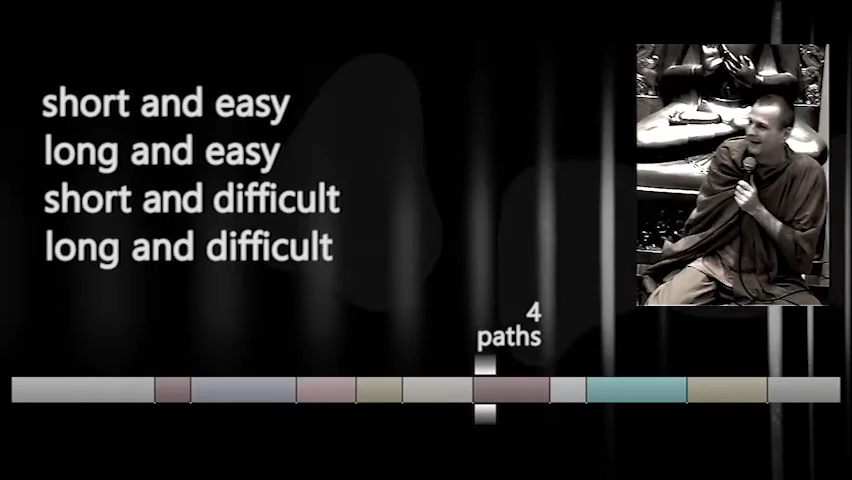 short and easy
long and easy
short and difficult
long and difficult
4
paths